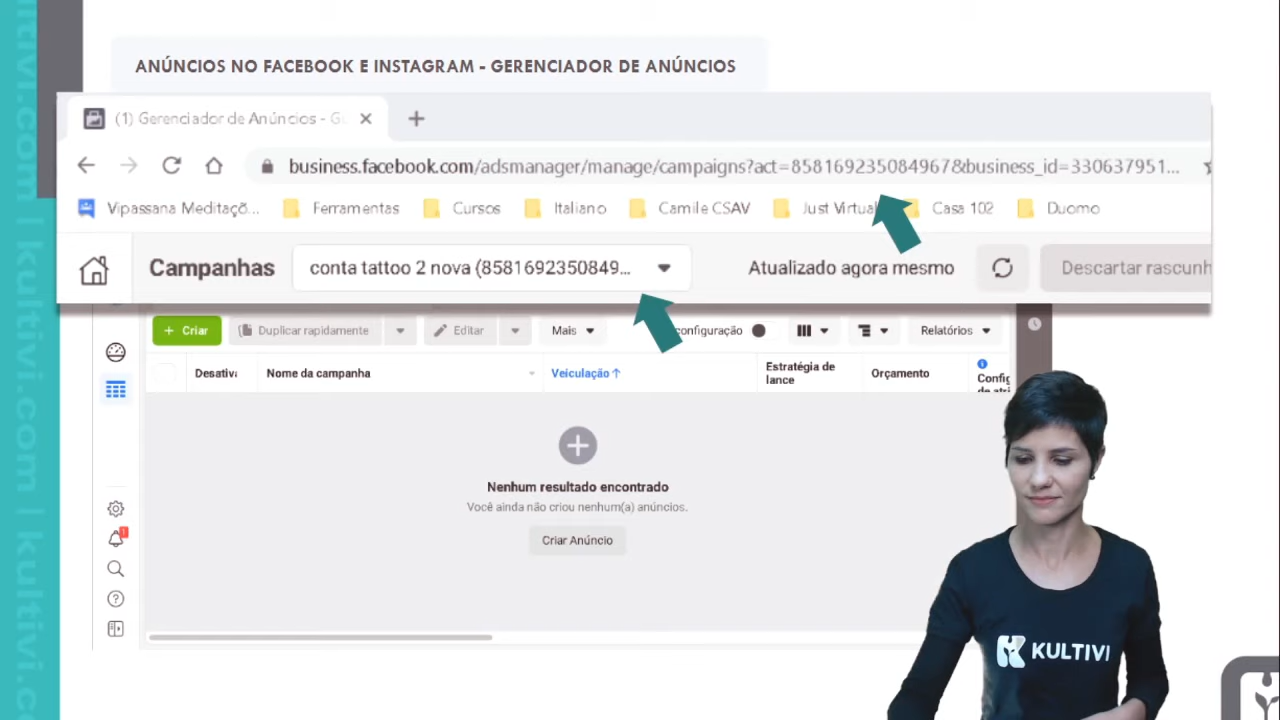 ANÚNCIOS NO FACEBOOK E INSTAGRAM - GERENCIADOR DE ANÚNCIOS
(1) Gerenciador de Anúncios - G
business.facebook.com/adsmanager/manage/campaigns?act=858169235084967&business_id=330637951...
Vipassana Meditaçõ... Ferramentas Cursos Italiano Camile CSAV Just Virtual Casa 102 Duomo
Campanhas conta tattoo 2 nova (8581692350849... Atualizado agora mesmo Descartar rascunh
+ Criar Duplicar rapidamente Editar Mais configuração Relatórios
Desativa Nome da campanha Veiculação↑ Estratégia de lance Orçamento Config de atri
Nenhum resultado encontrado
Você ainda não criou nenhum(a) anúncios.
Criar Anúncio
KULTIVI
kultivi.com | kultivi.com | kultivi.co